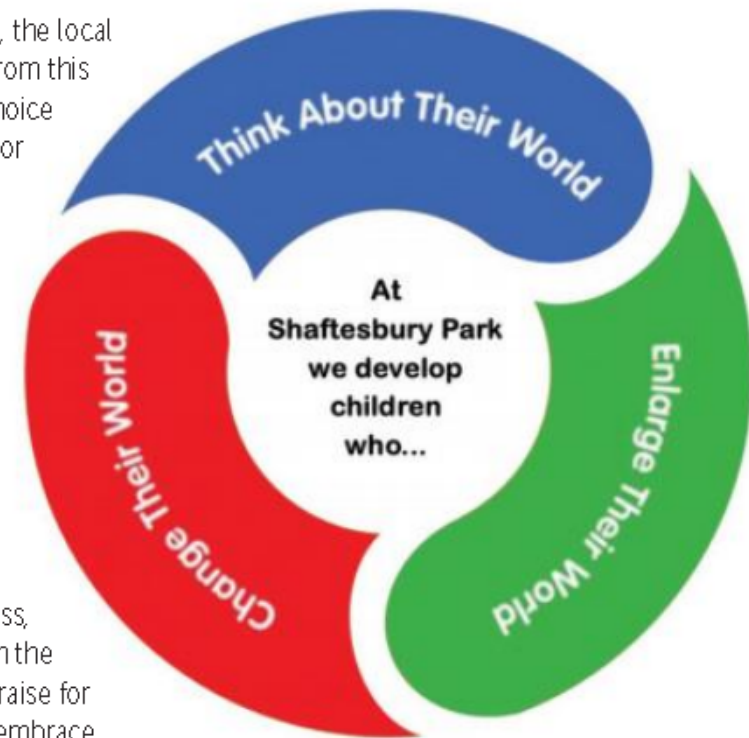 , the local
rom this
hoice
or
Think About Their World
At
Shaftesbury Park
we develop
children
who...
Enlarge Their World
Change Their World
ss,
n the
raise for
embrace